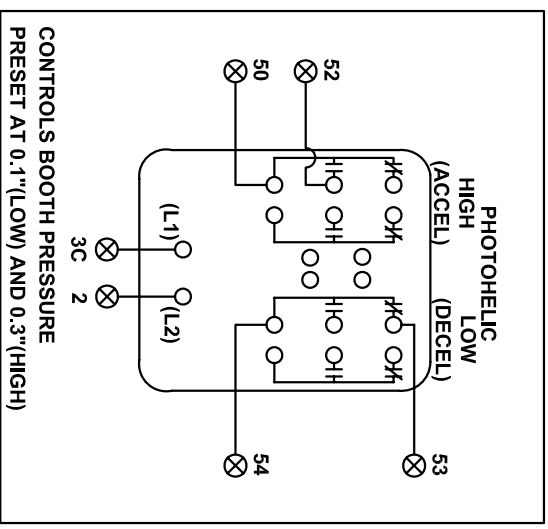 PHOTOHELIC
HIGH
(ACCEL)
LOW
(DECEL)
52
50
53
54
(L1)
(L2)
3C
2
CONTROLS BOOTH PRESSURE
PRESET AT 0.1"(LOW) AND 0.3"(HIGH)